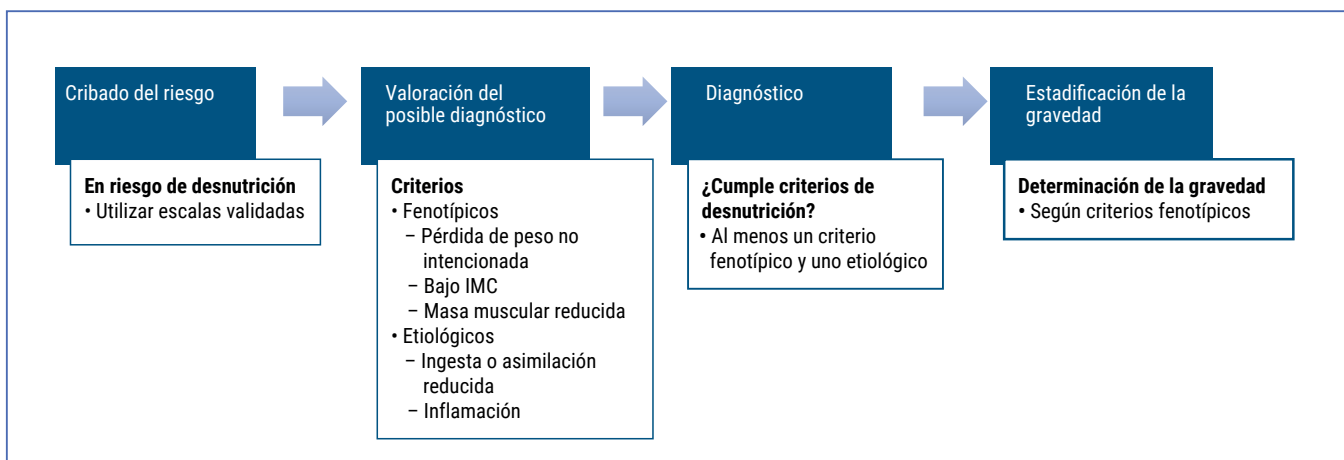 Cribado del riesgo
En riesgo de desnutrición
• Utilizar escalas validadas
Valoración del
posible diagnóstico
Criterios
• Fenotípicos
– Pérdida de peso no
intencionada
– Bajo IMC
– Masa muscular reducida
• Etiológicos
– Ingesta o asimilación
reducida
– Inflamación
Diagnóstico
¿Cumple criterios de
desnutrición?
• Al menos un criterio
fenotípico y uno etiológico
Estadificación de la
gravedad
Determinación de la gravedad
• Según criterios fenotípicos